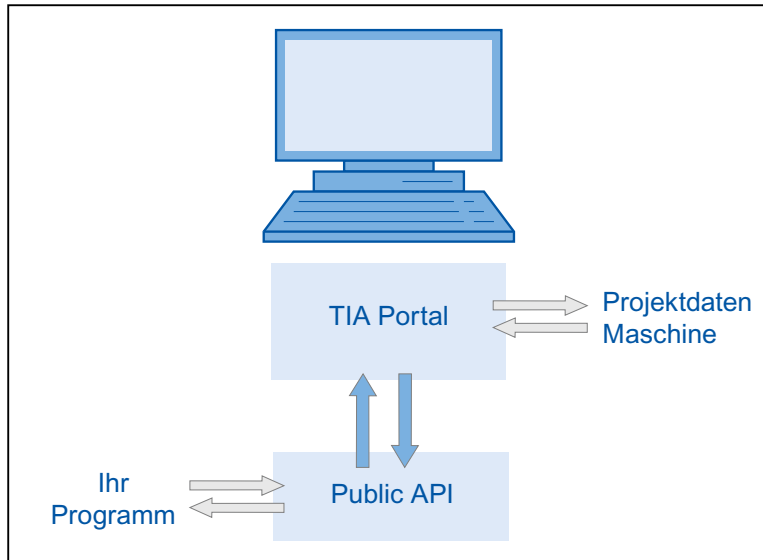 TIA Portal
Projektdaten
Maschine
Ihr
Programm
Public API